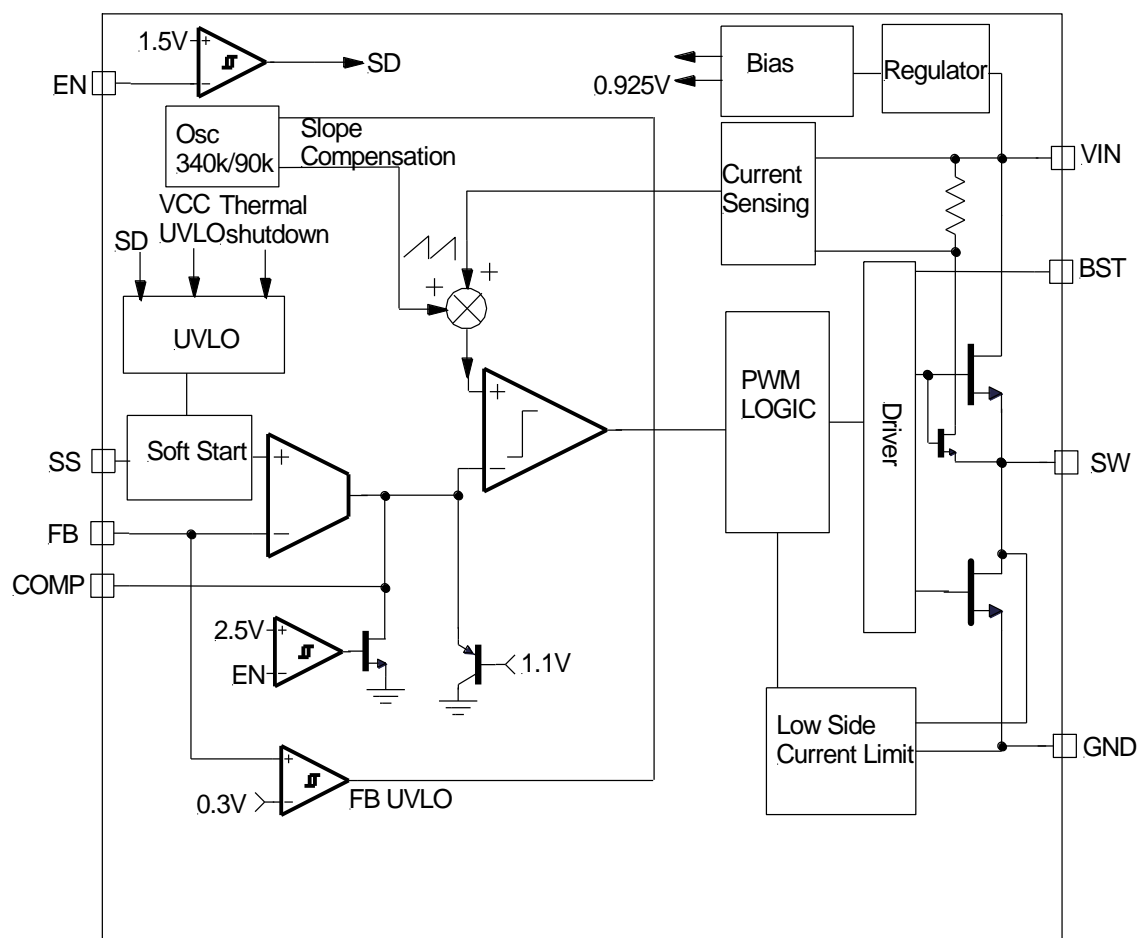 1.5V
+
−
SD
EN
Bias
0.925V
Regulator
Osc
340k/90k
Slope
Compensation
Current
Sensing
VIN
VCC
UVLO
Thermal
shutdown
SD
+
+
BST
UVLO
PWM
LOGIC
Driver
+
−
SS
Soft Start
+
−
SW
FB
COMP
2.5V
+
EN
−
1.1V
Low Side
Current Limit
GND
+
0.3V
−
FB UVLO